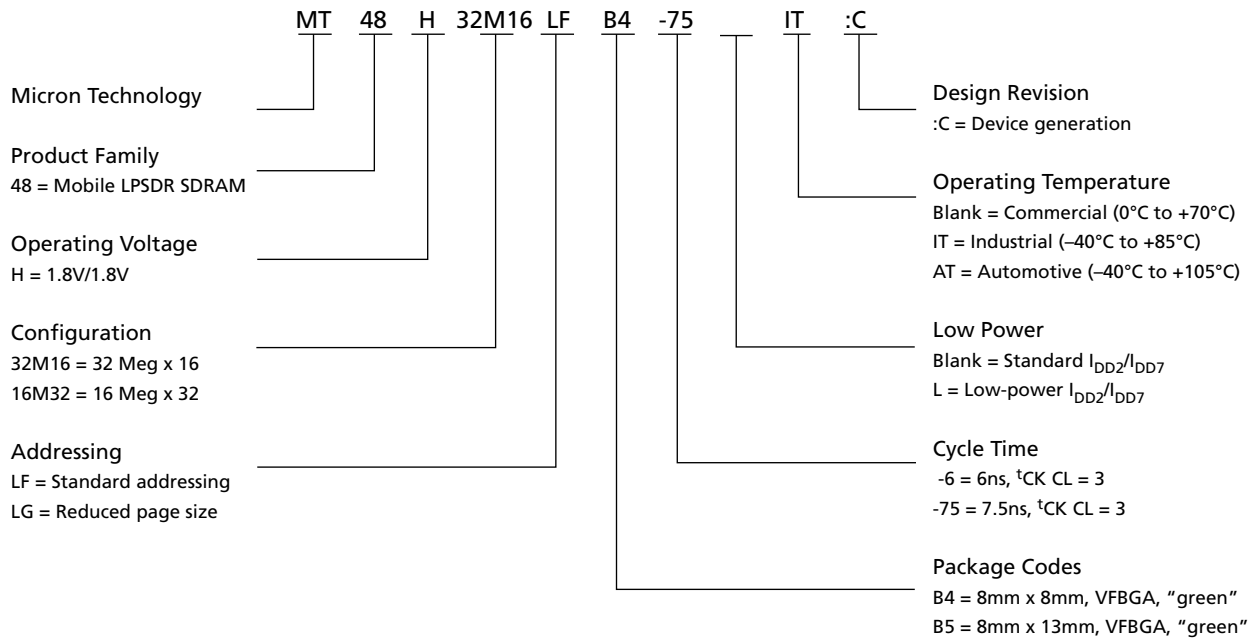 MT 48 H 32M16 LF B4 -75 IT :C
Micron Technology
Product Family
48 = Mobile LPSDR SDRAM
Operating Voltage
H = 1.8V/1.8V
Configuration
32M16 = 32 Meg x 16
16M32 = 16 Meg x 32
Addressing
LF = Standard addressing
LG = Reduced page size
Design Revision
:C = Device generation
Operating Temperature
Blank = Commercial (0°C to +70°C)
IT = Industrial (–40°C to +85°C)
AT = Automotive (–40°C to +105°C)
Low Power
Blank = Standard IDD2/IDD7
L = Low-power IDD2/IDD7
Cycle Time
-6 = 6ns, tCK CL = 3
-75 = 7.5ns, tCK CL = 3
Package Codes
B4 = 8mm x 8mm, VFBGA, “green”
B5 = 8mm x 13mm, VFBGA, “green”